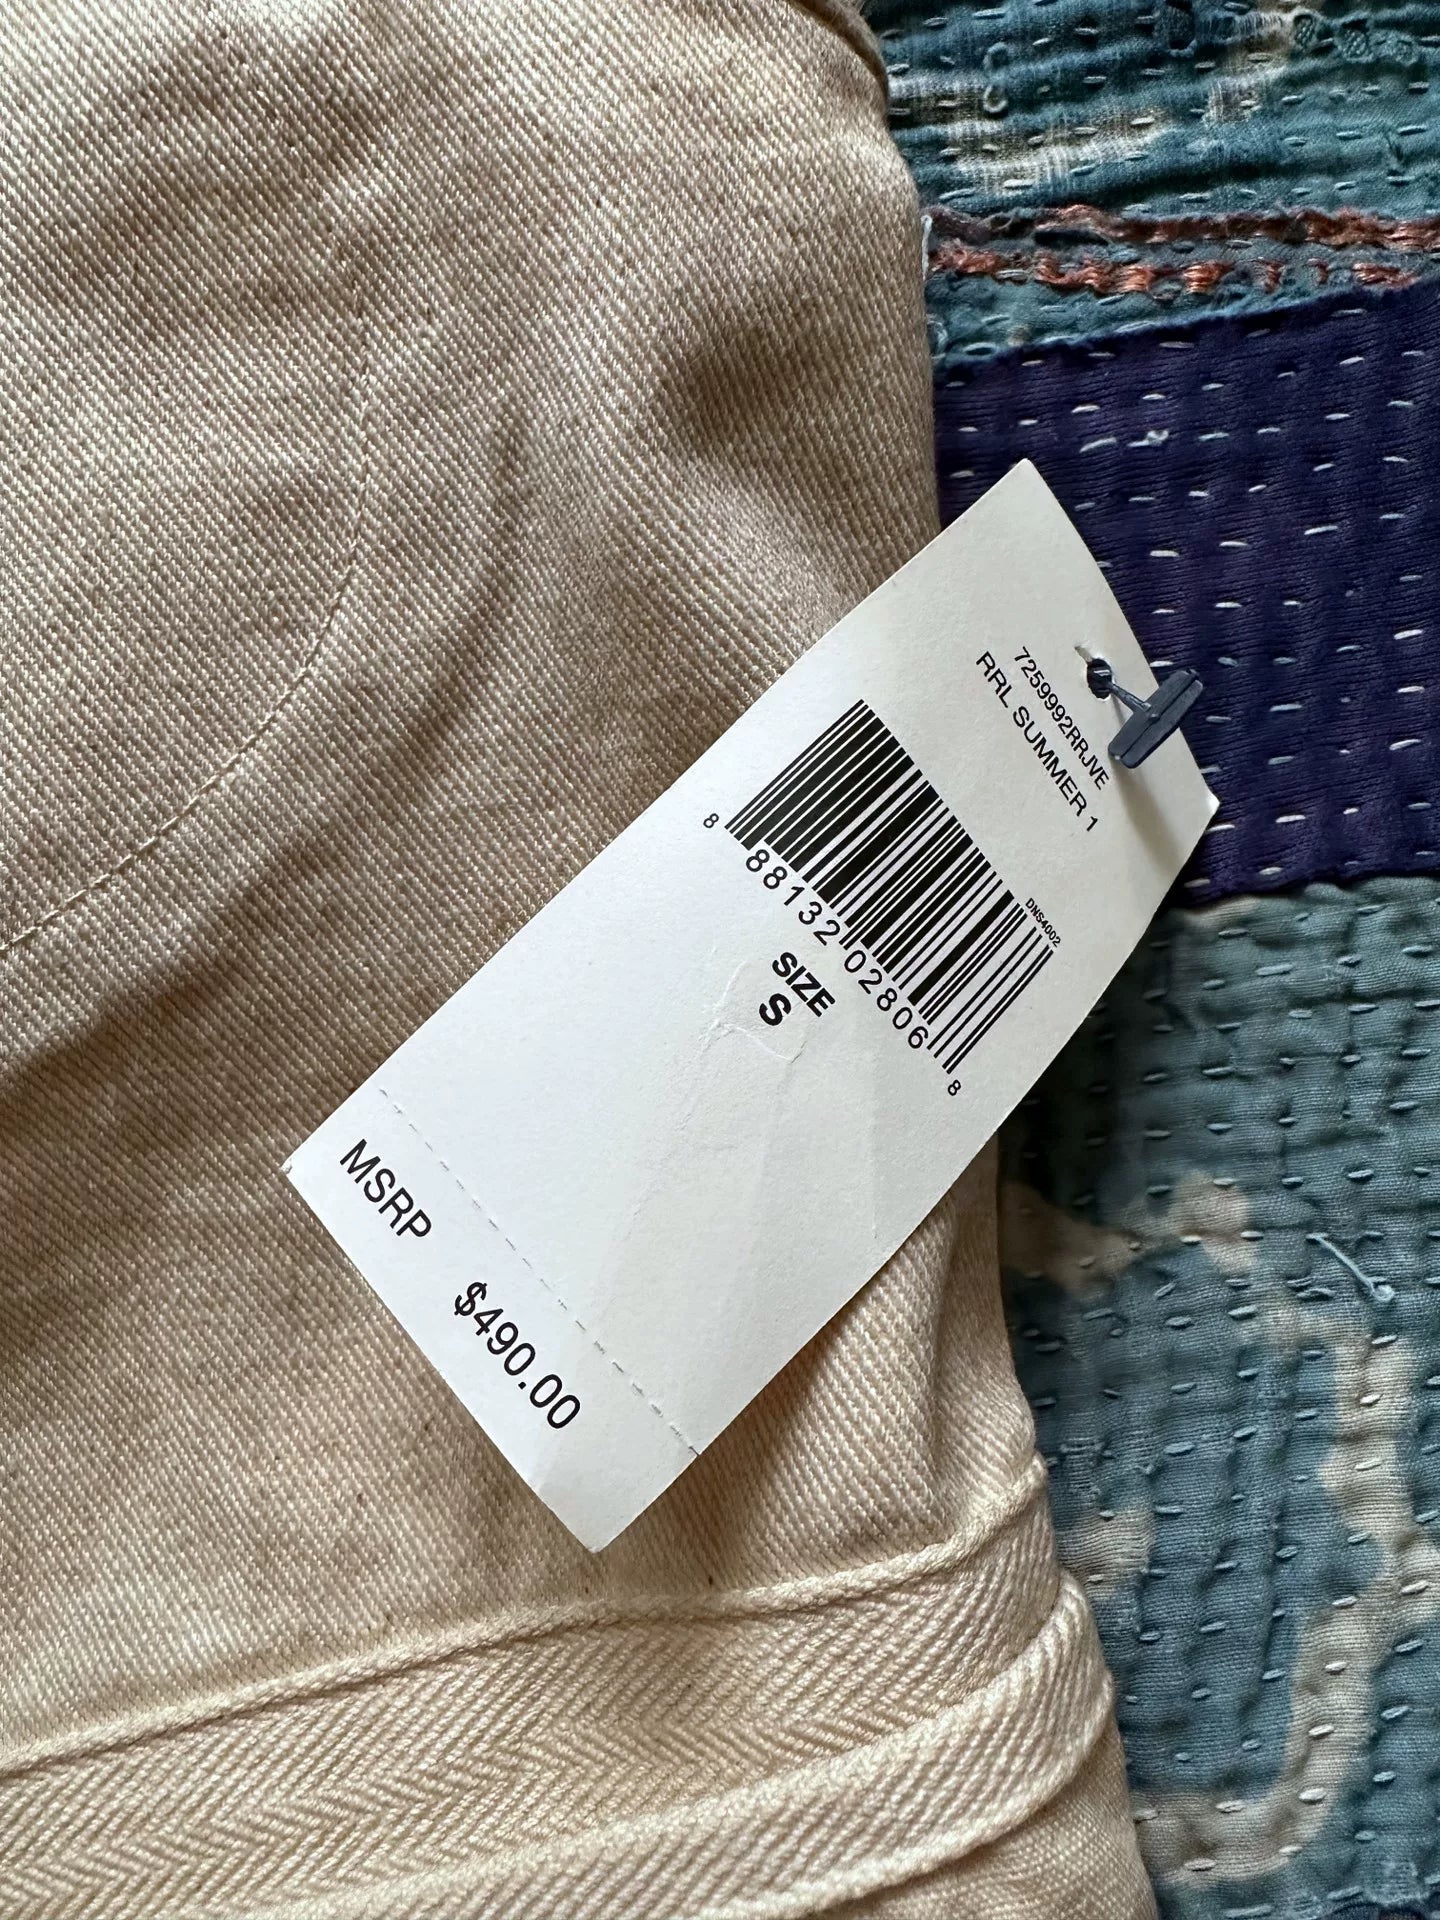 7259992RRJVE
RRL SUMMER 1
DNS4002
8 88132 02806 8
SIZE
S
MSRP $490.00